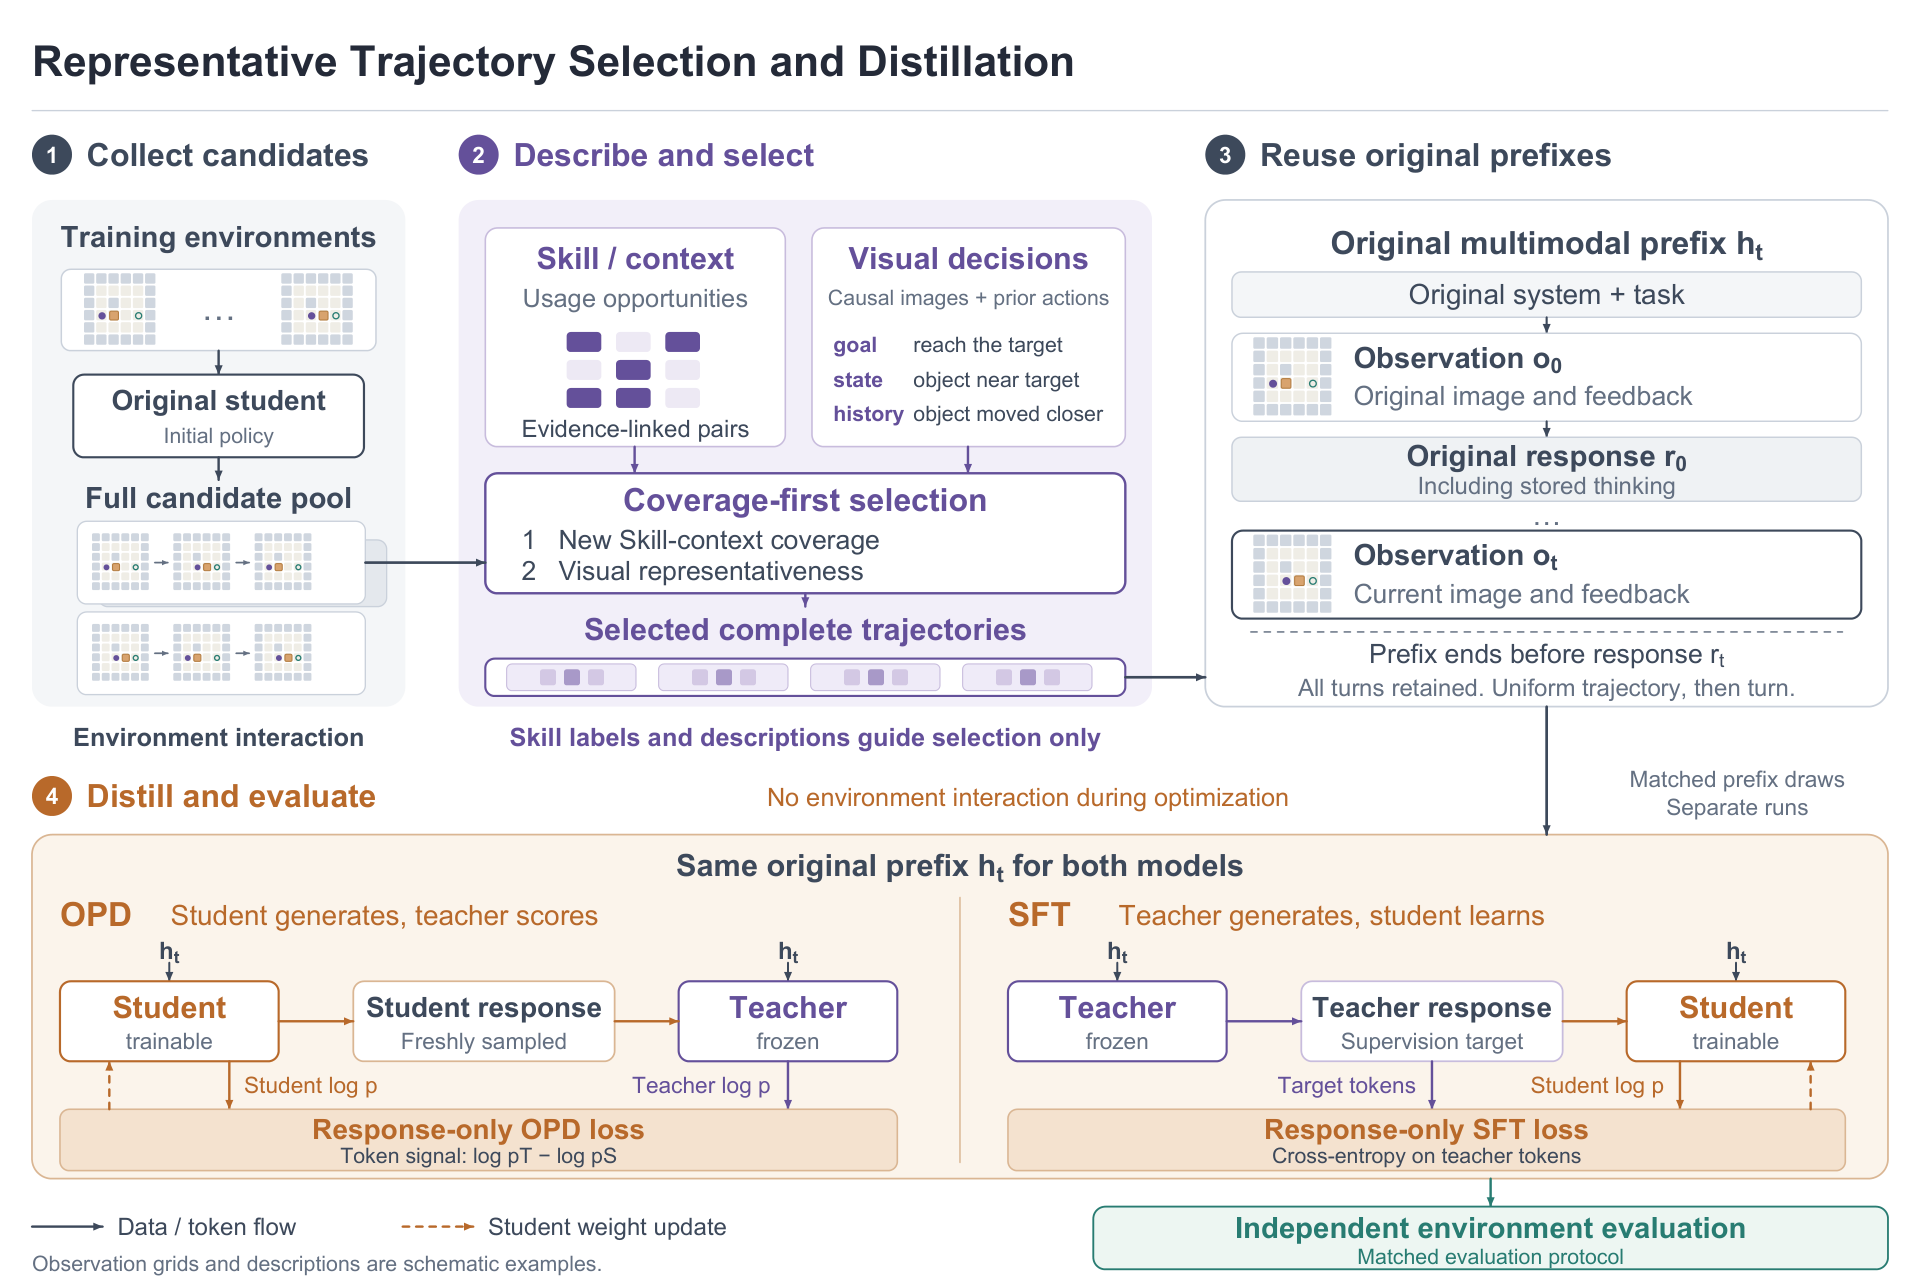 Representative Trajectory Selection and Distillation
1 Collect candidates
Training environments
...
Original student
Initial policy
Full candidate pool
Environment interaction
2 Describe and select
Skill / context
Usage opportunities
Evidence-linked pairs
Visual decisions
Causal images + prior actions
goal reach the target
state object near target
history object moved closer
Coverage-first selection
1 New Skill-context coverage
2 Visual representativeness
Selected complete trajectories
Skill labels and descriptions guide selection only
3 Reuse original prefixes
Original multimodal prefix hₜ
Original system + task
Observation o₀
Original image and feedback
Original response r₀
Including stored thinking
...
Observation oₜ
Current image and feedback
Prefix ends before response rₜ
All turns retained. Uniform trajectory, then turn.
Matched prefix draws
Separate runs
4 Distill and evaluate
No environment interaction during optimization
Same original prefix hₜ for both models
OPD Student generates, teacher scores
hₜ
hₜ
Student
trainable
Student response
Freshly sampled
Teacher
frozen
Student log p
Teacher log p
Response-only OPD loss
Token signal: log pT − log pS
SFT Teacher generates, student learns
hₜ
hₜ
Teacher
frozen
Teacher response
Supervision target
Student
trainable
Target tokens
Student log p
Response-only SFT loss
Cross-entropy on teacher tokens
Data / token flow
Student weight update
Observation grids and descriptions are schematic examples.
Independent environment evaluation
Matched evaluation protocol